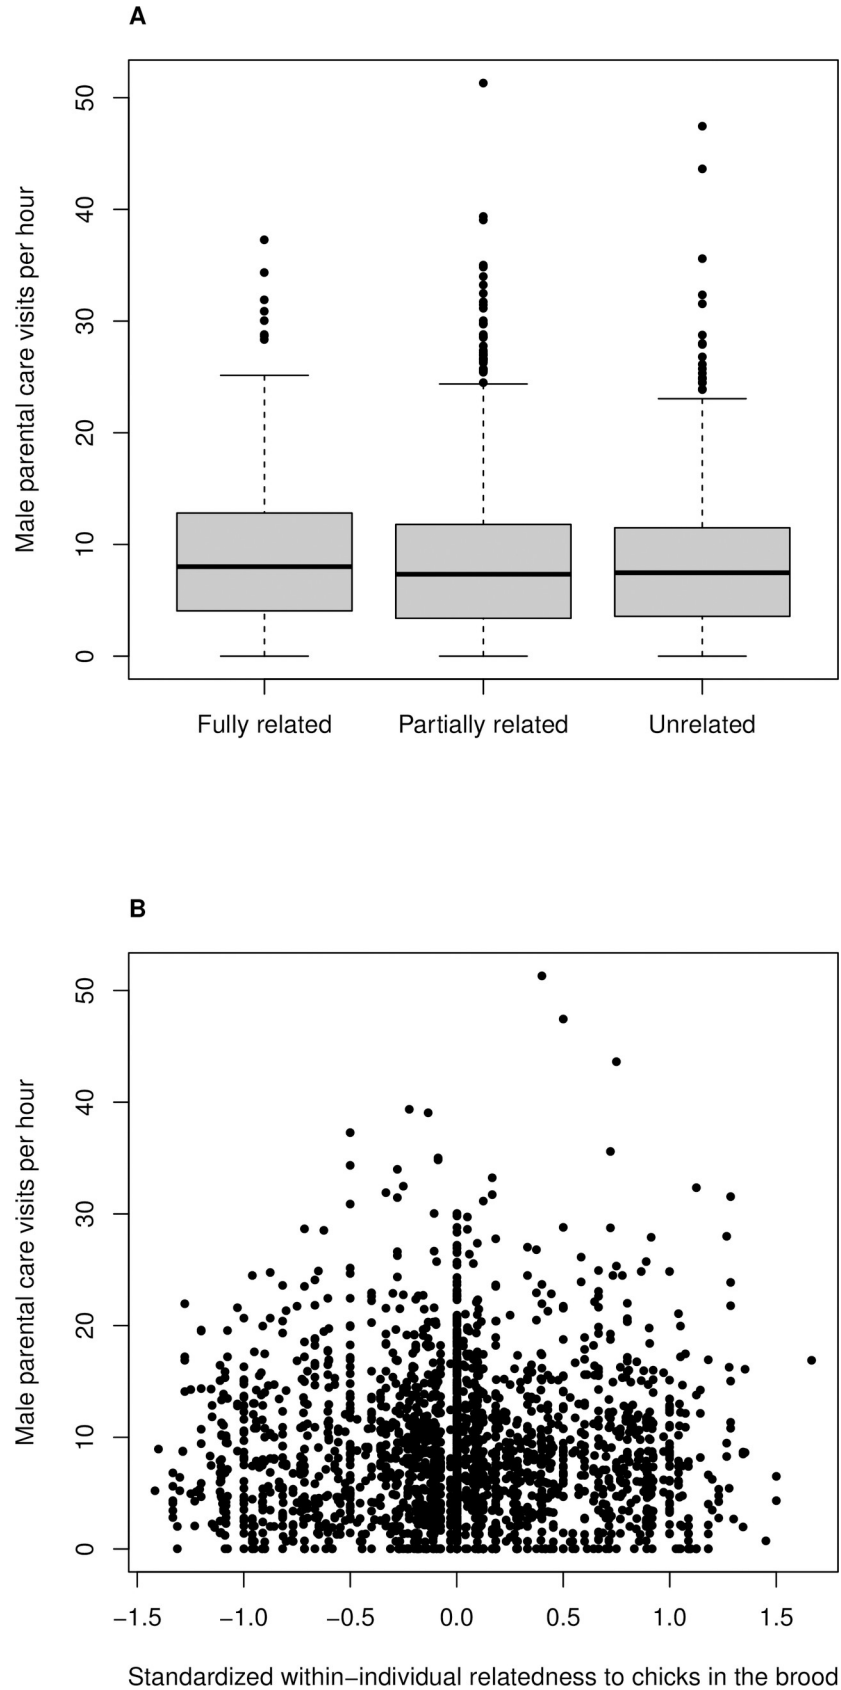 A
Male parental care visits per hour
50
40
30
20
10
0
Fully related Partially related Unrelated
B
Male parental care visits per hour
50
40
30
20
10
0
−1.5 −1.0 −0.5 0.0 0.5 1.0 1.5
Standardized within−individual relatedness to chicks in the brood